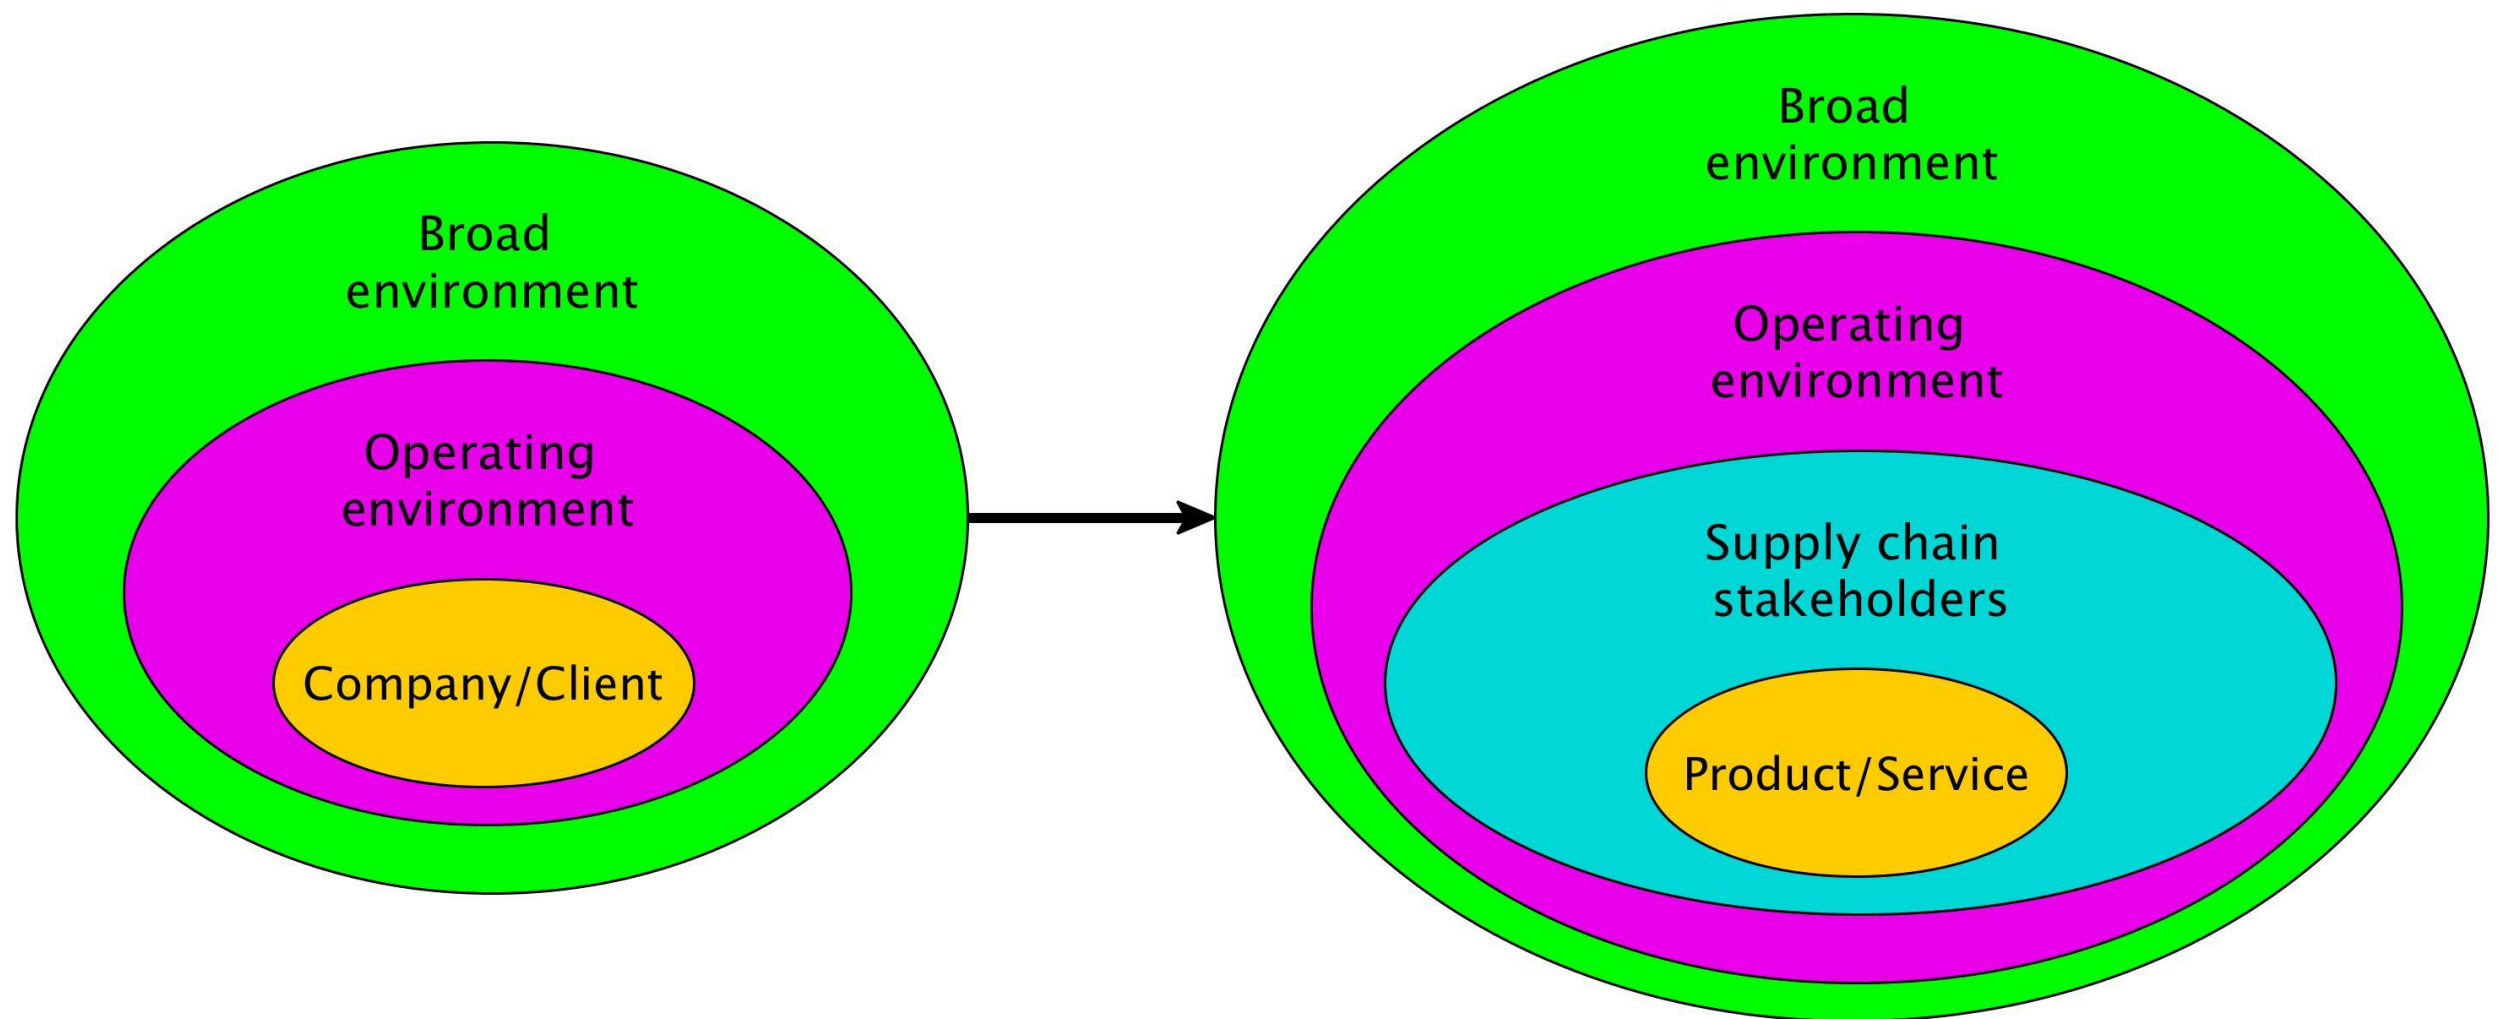 Broad
environment
Operating
environment
Company/Client
Broad
environment
Operating
environment
Supply chain
stakeholders
Product/Service